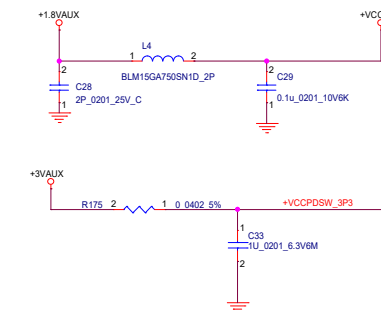 +1.8VAUX
+VCC
L4
1 2
BLM15GA750SN1D_2P
2
C28
1
2P_0201_25V_C
2
C29
1
0.1u_0201_10V6K
+3VAUX
R175 2 1 0_0402_5%
+VCCPDSW_3P3
1
C33
1U_0201_6.3V6M
2